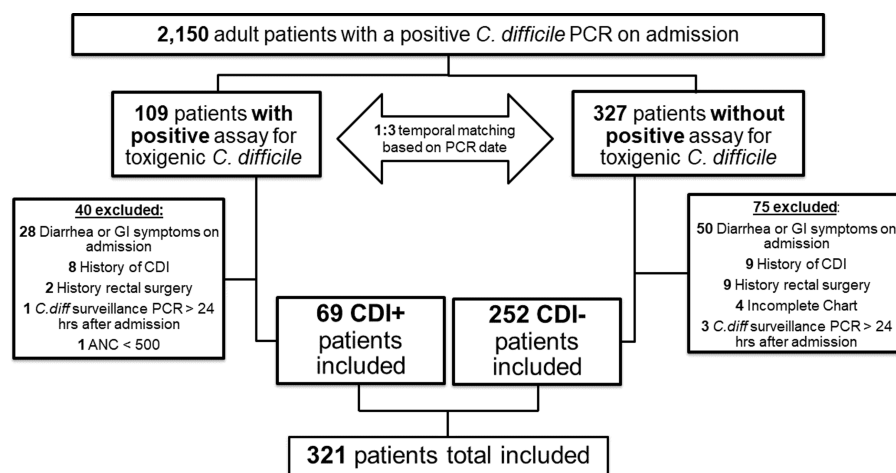 2,150 adult patients with a positive C. difficile PCR on admission
109 patients with
positive assay for
toxigenic C. difficile
1:3 temporal matching
based on PCR date
327 patients without
positive assay for
toxigenic C. difficile
40 excluded:
28 Diarrhea or GI symptoms on
admission
8 History of CDI
2 History rectal surgery
1 C.diff surveillance PCR > 24
hrs after admission
1 ANC < 500
75 excluded:
50 Diarrhea or GI symptoms on
admission
9 History of CDI
9 History rectal surgery
4 Incomplete Chart
3 C.diff surveillance PCR > 24
hrs after admission
69 CDI+
patients
included
252 CDI-
patients
included
321 patients total included